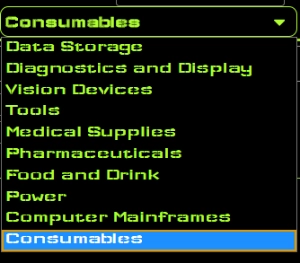 Consumables
Data Storage
Diagnostics and Display
Vision Devices
Tools
Medical Supplies
Pharmaceuticals
Food and Drink
Power
Computer Mainframes
Consumables